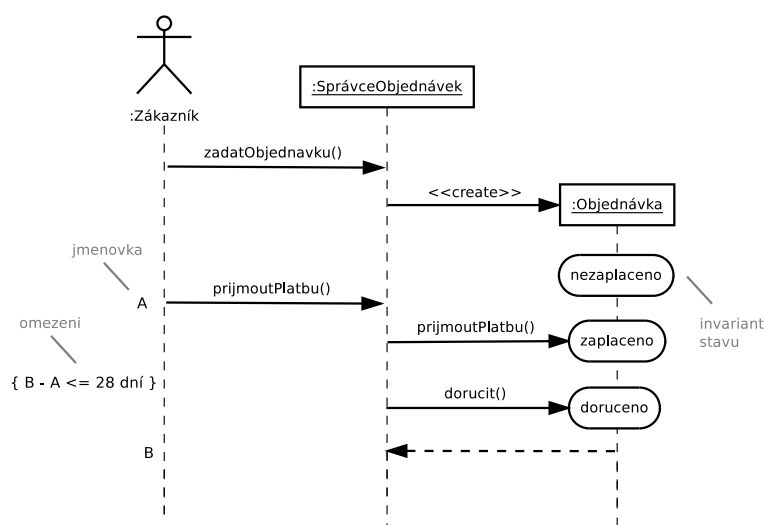 :SprávceObjednávek
:Zákazník
zadatObjednavku()
<<create>>
:Objednávka
jmenovka
nezaplaceno
A
prijmoutPlatbu()
omezeni
invariant
stavu
prijmoutPlatbu()
zaplaceno
{ B - A <= 28 dní }
dorucit()
doruceno
B